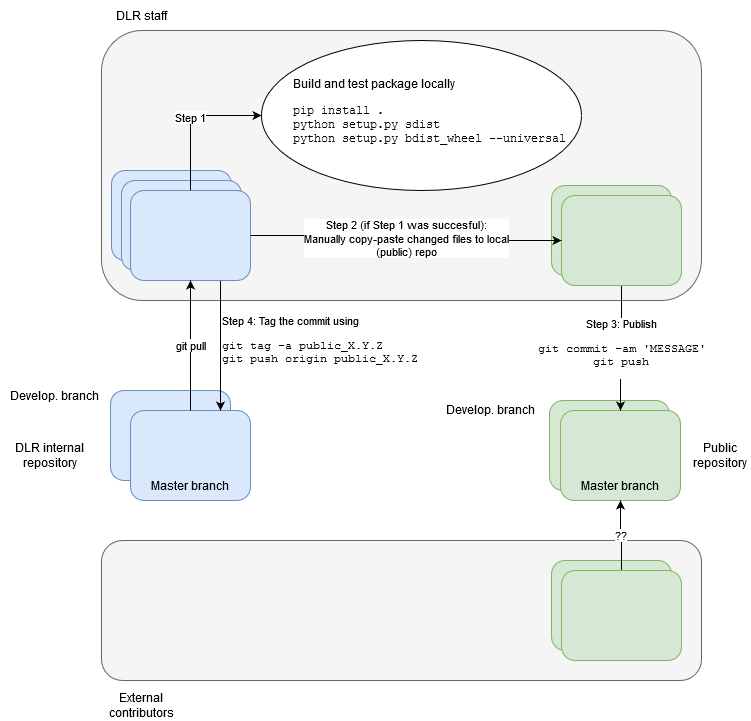 DLR staff
Build and test package locally
pip install .
python setup.py sdist
python setup.py bdist_wheel --universal
Step 1
Step 2 (if Step 1 was succesful):
Manually copy-paste changed files to local
(public) repo
Step 4: Tag the commit using
git tag -a public_X.Y.Z
git push origin public_X.Y.Z
git pull
Step 3: Publish
git commit -am 'MESSAGE'
git push
Develop. branch
DLR internal
repository
Master branch
Develop. branch
Master branch
Public
repository
??
External
contributors